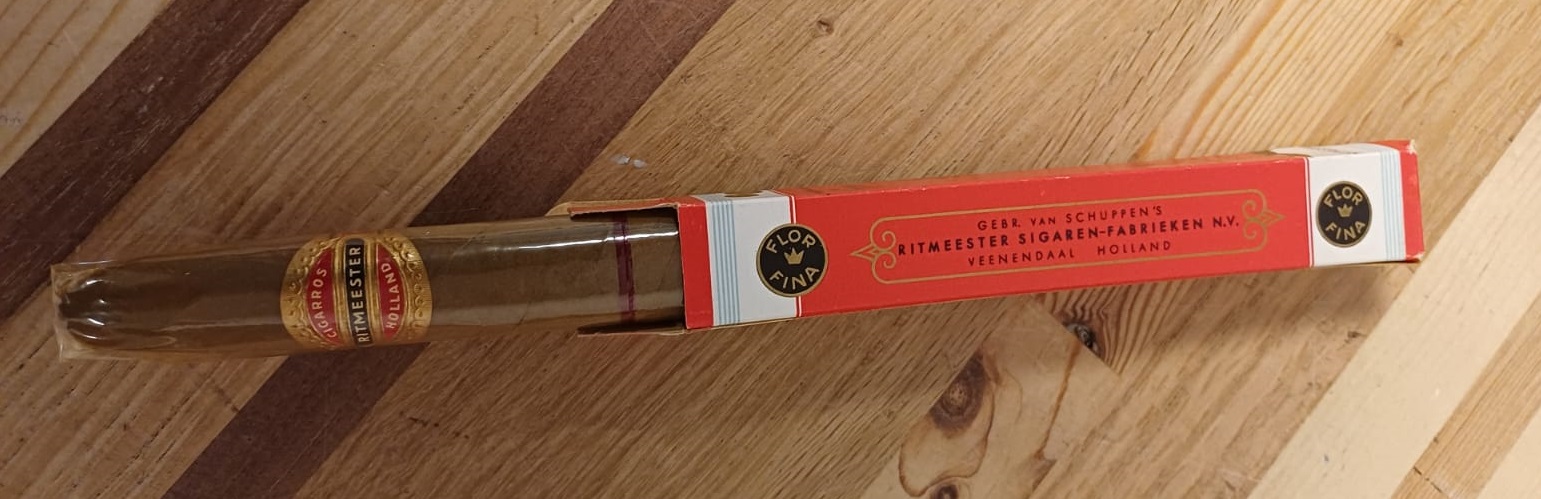 CIGARROS
RITMEESTER
HOLLAND
FLOR
FINA
GEBR. VAN SCHUPPEN'S
RITMEESTER SIGAREN-FABRIEKEN N.V.
VEENENDAAL HOLLAND
FLOR
FINA